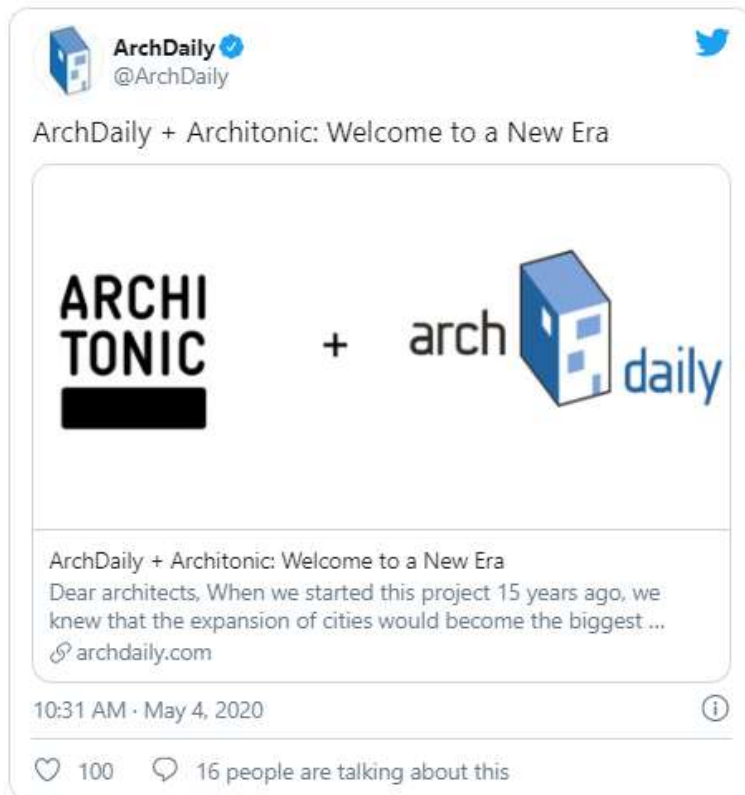 ArchDaily
@ArchDaily
ArchDaily + Architonic: Welcome to a New Era
ARCHI
TONIC
+
arch
daily
ArchDaily + Architonic: Welcome to a New Era
Dear architects, When we started this project 15 years ago, we
knew that the expansion of cities would become the biggest ...
archdaily.com
10:31 AM · May 4, 2020
100 16 people are talking about this